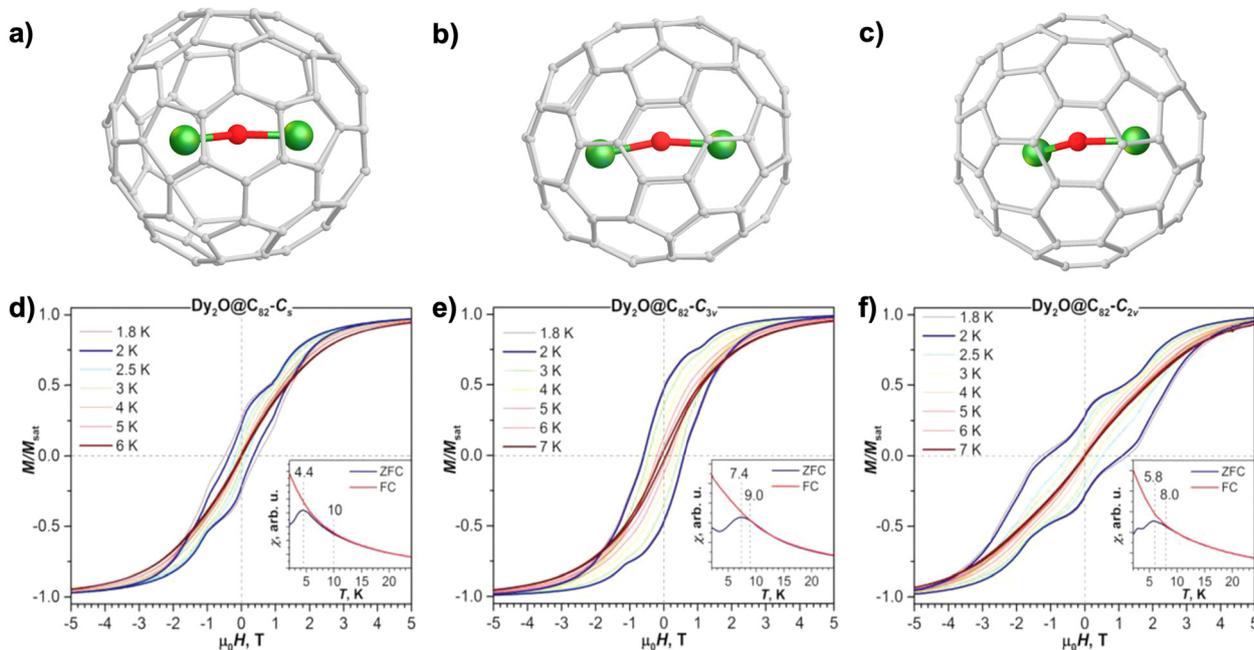 a)
b)
c)
d)
Dy2O@C82-Cs
1.8 K
2 K
2.5 K
3 K
4 K
5 K
6 K
1.0
0.5
0.0
-0.5
-1.0
M/Msat
-5 -4 -3 -2 -1 0 1 2 3 4 5
μ0H, T
4.4
10
ZFC
FC
χ, arb. u.
5 10 15 20
T, K
e)
Dy2O@C82-C3v
1.8 K
2 K
3 K
4 K
5 K
6 K
7 K
1.0
0.5
0.0
-0.5
-1.0
M/Msat
-5 -4 -3 -2 -1 0 1 2 3 4 5
μ0H, T
7.4
9.0
ZFC
FC
χ, arb. u.
5 10 15 20
T, K
f)
Dy2O@C82-C2v
1.8 K
2 K
2.5 K
3 K
4 K
5 K
6 K
7 K
1.0
0.5
0.0
-0.5
-1.0
M/Msat
-5 -4 -3 -2 -1 0 1 2 3 4 5
μ0H, T
5.8
8.0
ZFC
FC
χ, arb. u.
5 10 15 20
T, K